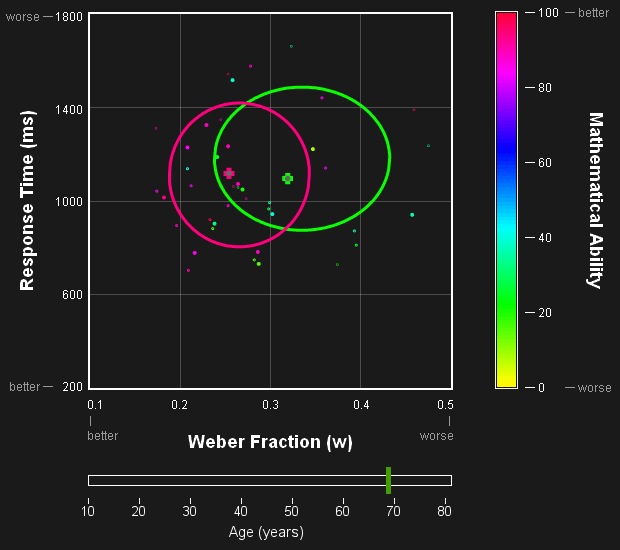 worse
1800
1400
1000
600
better
200
Response Time (ms)
0.1
0.2
0.3
0.4
0.5
better
worse
Weber Fraction (w)
100
better
80
60
40
20
0
worse
Mathematical Ability
10
20
30
40
50
60
70
80
Age (years)